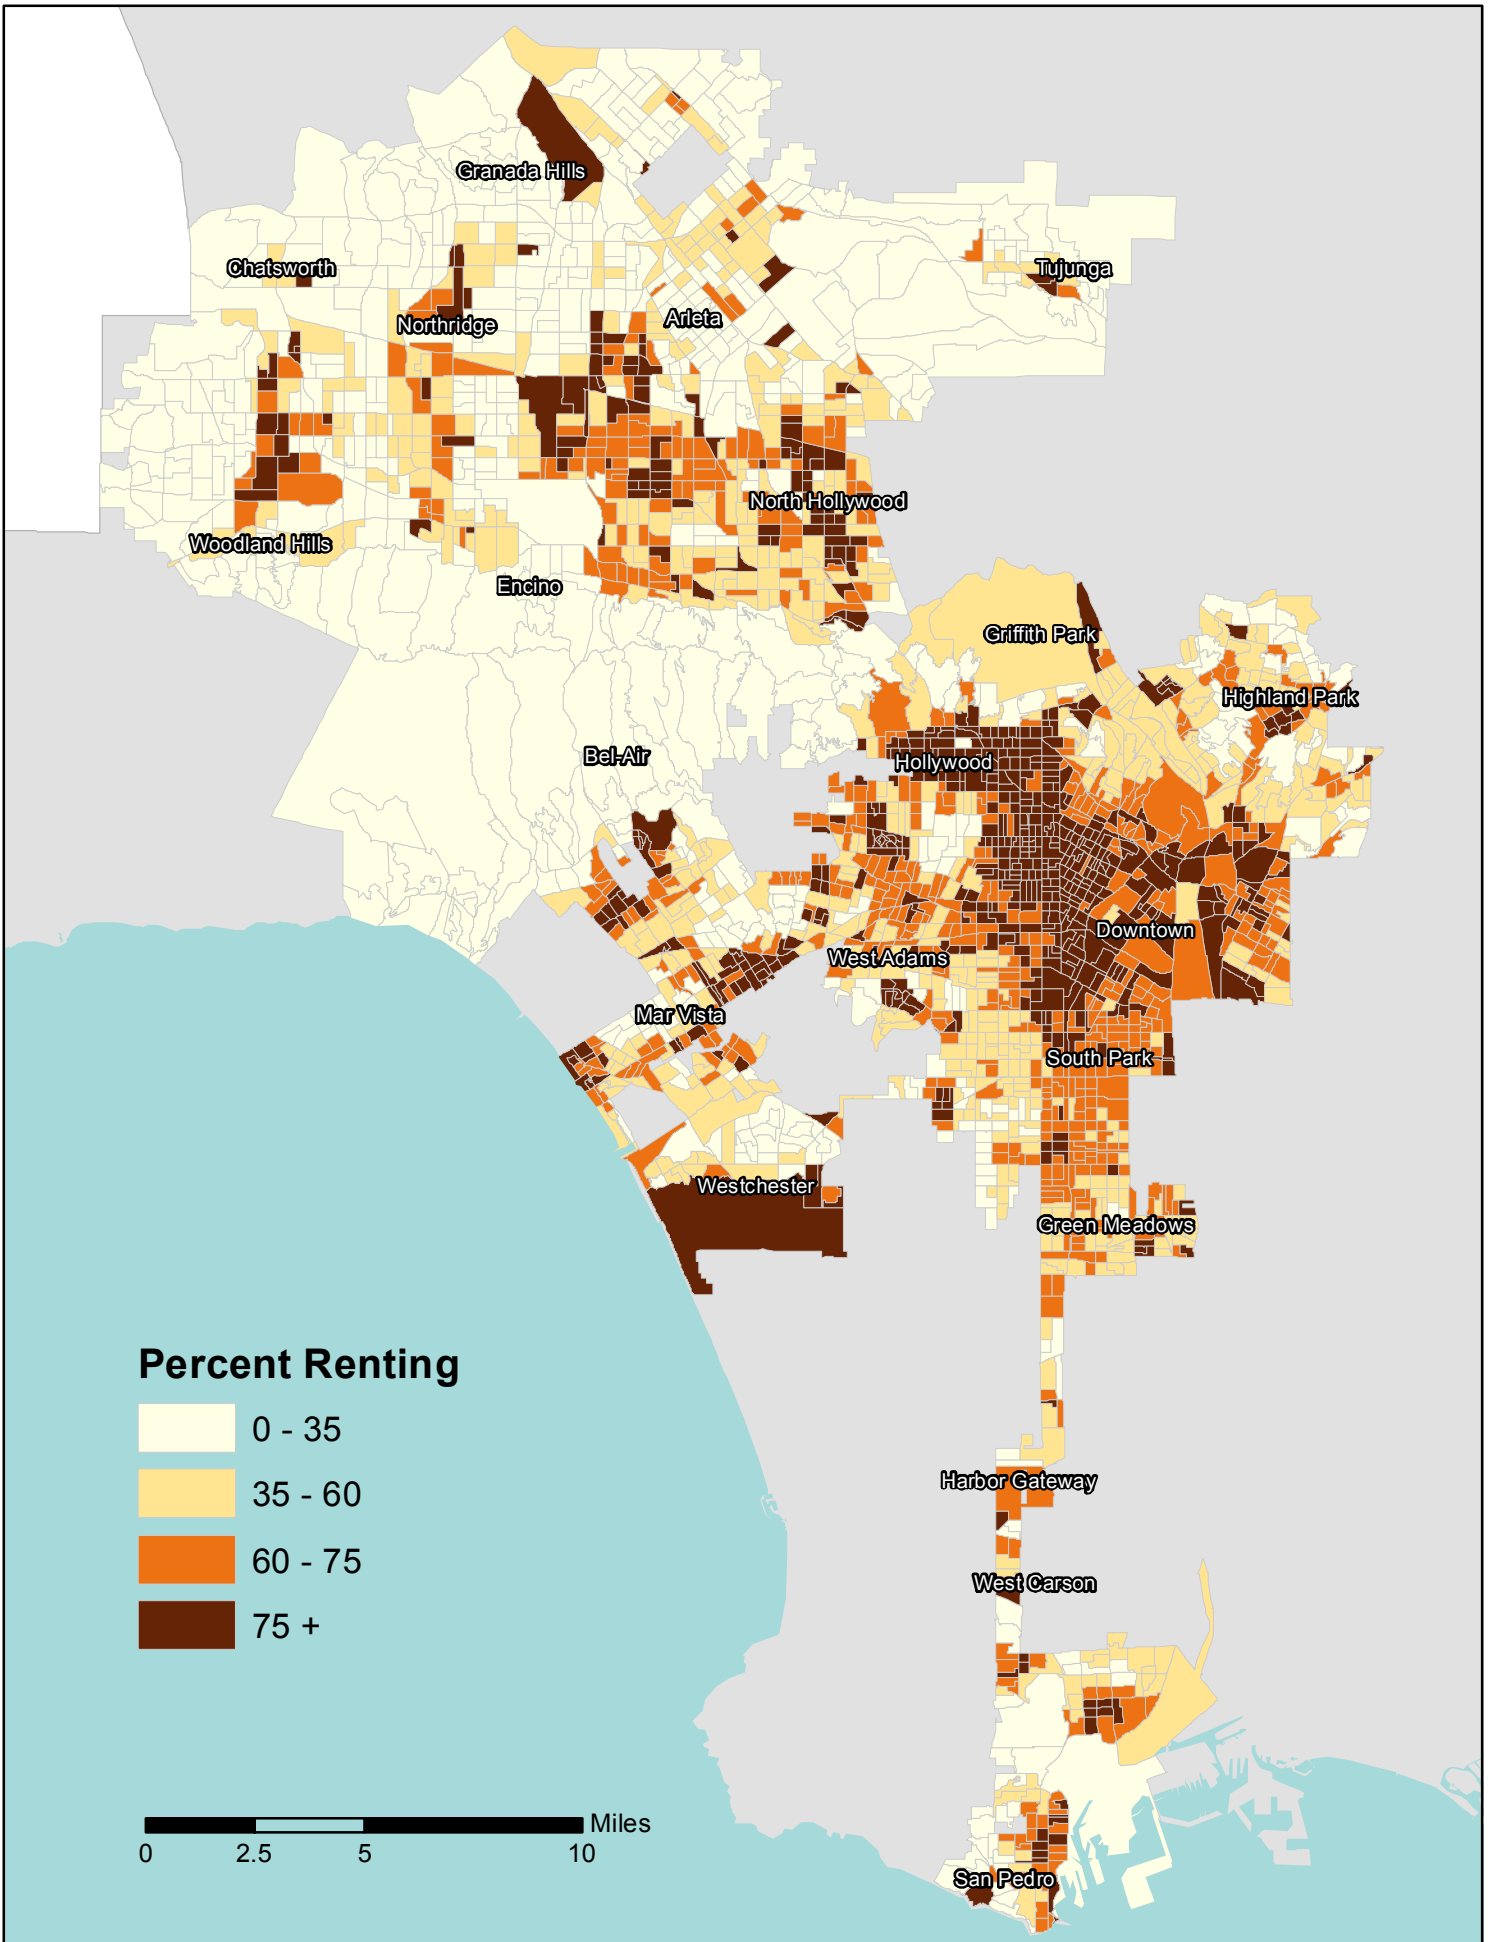 Granada Hills
Chatsworth
Tujunga
Arleta
Northridge
North Hollywood
Woodland Hills
Encino
Griffith Park
Highland Park
Bel-Air
Hollywood
Downtown
West Adams
Mar Vista
South Park
Westchester
Green Meadows
Percent Renting
0 - 35
35 - 60
60 - 75
75 +
Harbor Gateway
West Carson
Miles
0 2.5 5 10
San Pedro